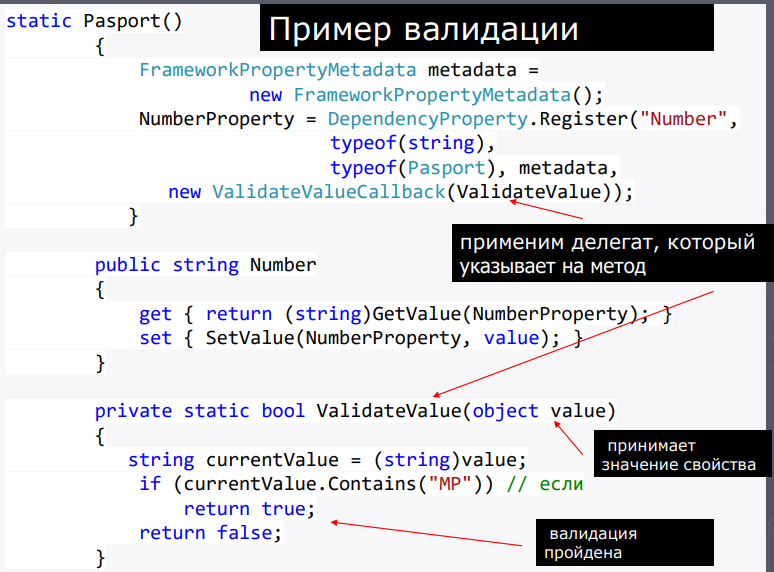 static Pasport()
Пример валидации
{
FrameworkPropertyMetadata metadata =
new FrameworkPropertyMetadata();
NumberProperty = DependencyProperty.Register("Number",
typeof(string),
typeof(Pasport), metadata,
new ValidateValueCallback(ValidateValue));
}
применим делегат, который
указывает на метод
public string Number
{
get { return (string)GetValue(NumberProperty); }
set { SetValue(NumberProperty, value); }
}
private static bool ValidateValue(object value)
{
принимает
значение свойства
string currentValue = (string)value;
if (currentValue.Contains("MP")) // если
return true;
return false;
валидация
пройдена
}